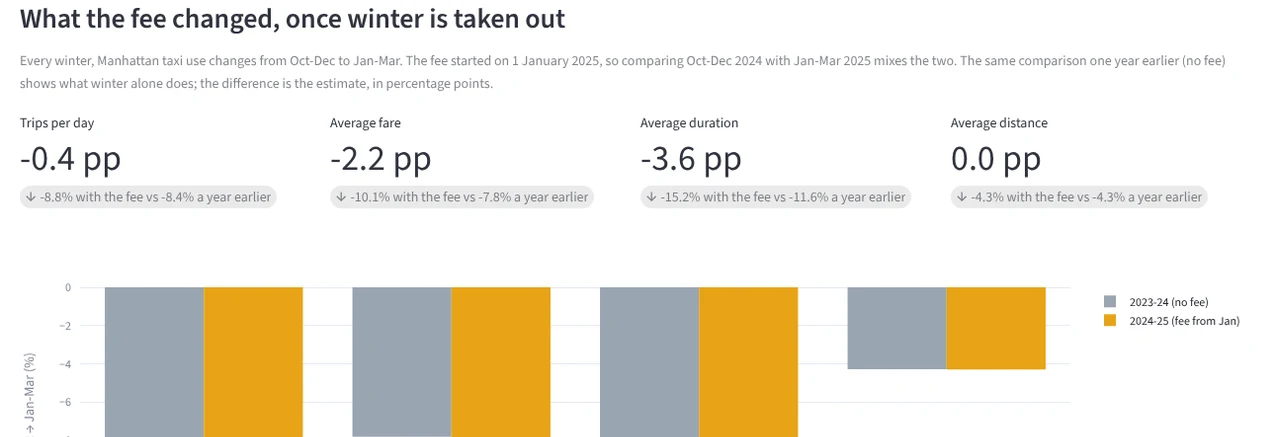 What the fee changed, once winter is taken out
Every winter, Manhattan taxi use changes from Oct-Dec to Jan-Mar. The fee started on 1 January 2025, so comparing Oct-Dec 2024 with Jan-Mar 2025 mixes the two. The same comparison one year earlier (no fee)
shows what winter alone does; the difference is the estimate, in percentage points.
Trips per day
-0.4 pp
↓ -8.8% with the fee vs -8.4% a year earlier
Average fare
-2.2 pp
↓ -10.1% with the fee vs -7.8% a year earlier
Average duration
-3.6 pp
↓ -15.2% with the fee vs -11.6% a year earlier
Average distance
0.0 pp
↓ -4.3% with the fee vs -4.3% a year earlier
0
−2
−4
−6
→ Jan-Mar (%)
2023-24 (no fee)
2024-25 (fee from Jan)